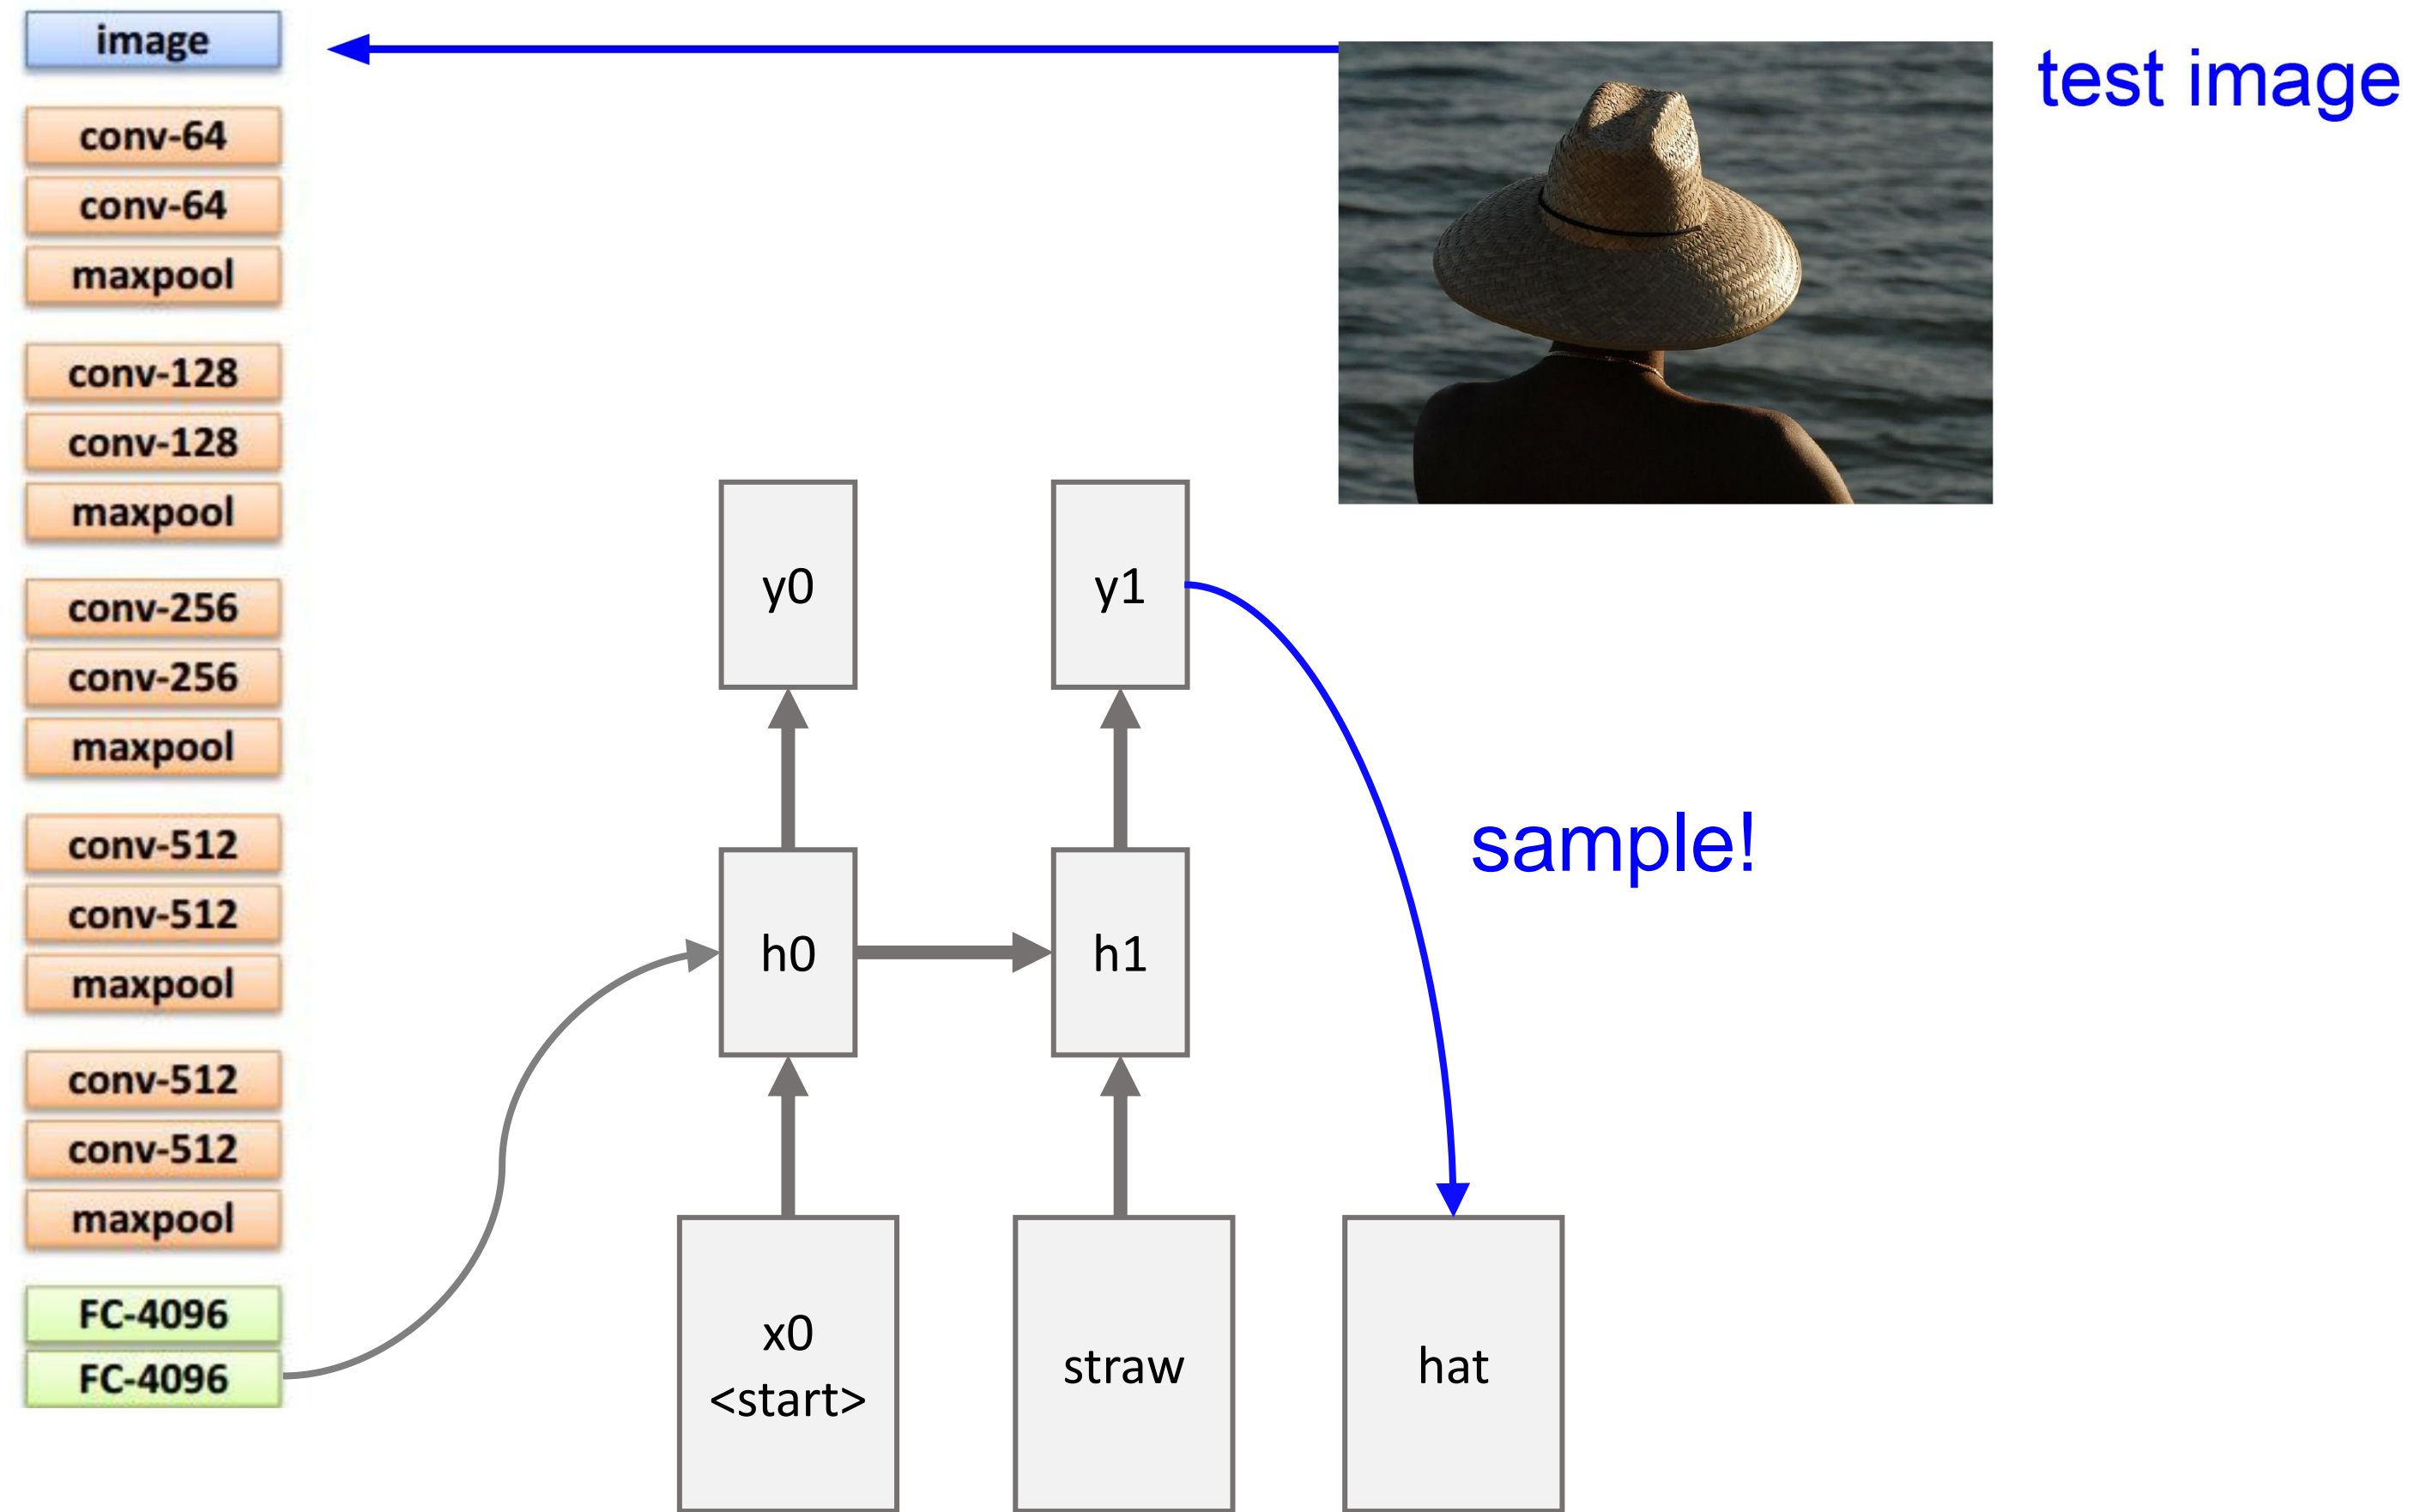 image
conv-64
conv-64
maxpool
conv-128
conv-128
maxpool
conv-256
conv-256
maxpool
conv-512
conv-512
maxpool
conv-512
conv-512
maxpool
FC-4096
FC-4096
test image
y0
y1
sample!
h0
h1
x0
<start>
straw
hat